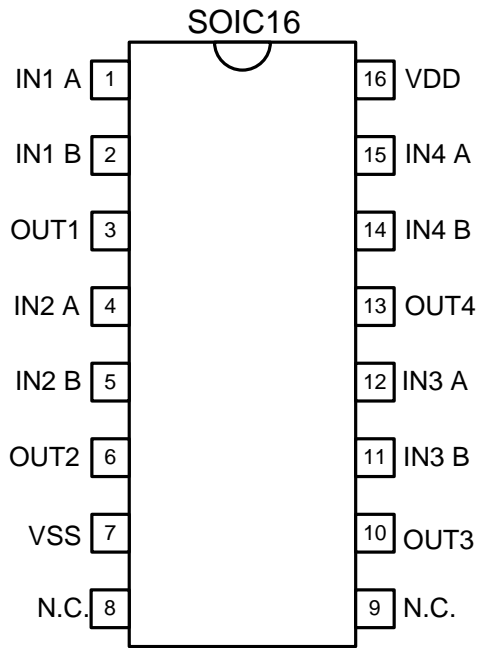 SOIC16
IN1 A 1 16 VDD
IN1 B 2 15 IN4 A
OUT1 3 14 IN4 B
IN2 A 4 13 OUT4
IN2 B 5 12 IN3 A
OUT2 6 11 IN3 B
VSS 7 10 OUT3
N.C. 8 9 N.C.